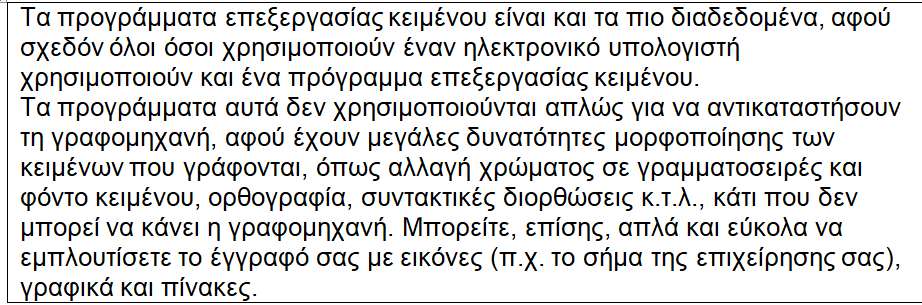 Τα προγράμματα επεξεργασίας κειμένου είναι και τα πιο διαδεδομένα, αφού
σχεδόν όλοι όσοι χρησιμοποιούν έναν ηλεκτρονικό υπολογιστή
χρησιμοποιούν και ένα πρόγραμμα επεξεργασίας κειμένου.
Τα προγράμματα αυτά δεν χρησιμοποιούνται απλώς για να αντικαταστήσουν
τη γραφομηχανή, αφού έχουν μεγάλες δυνατότητες μορφοποίησης των
κειμένων που γράφονται, όπως αλλαγή χρώματος σε γραμματοσειρές και
φόντο κειμένου, ορθογραφία, συντακτικές διορθώσεις κ.τ.λ., κάτι που δεν
μπορεί να κάνει η γραφομηχανή. Μπορείτε, επίσης, απλά και εύκολα να
εμπλουτίσετε το έγγραφό σας με εικόνες (π.χ. το σήμα της επιχείρησης σας),
γραφικά και πίνακες.